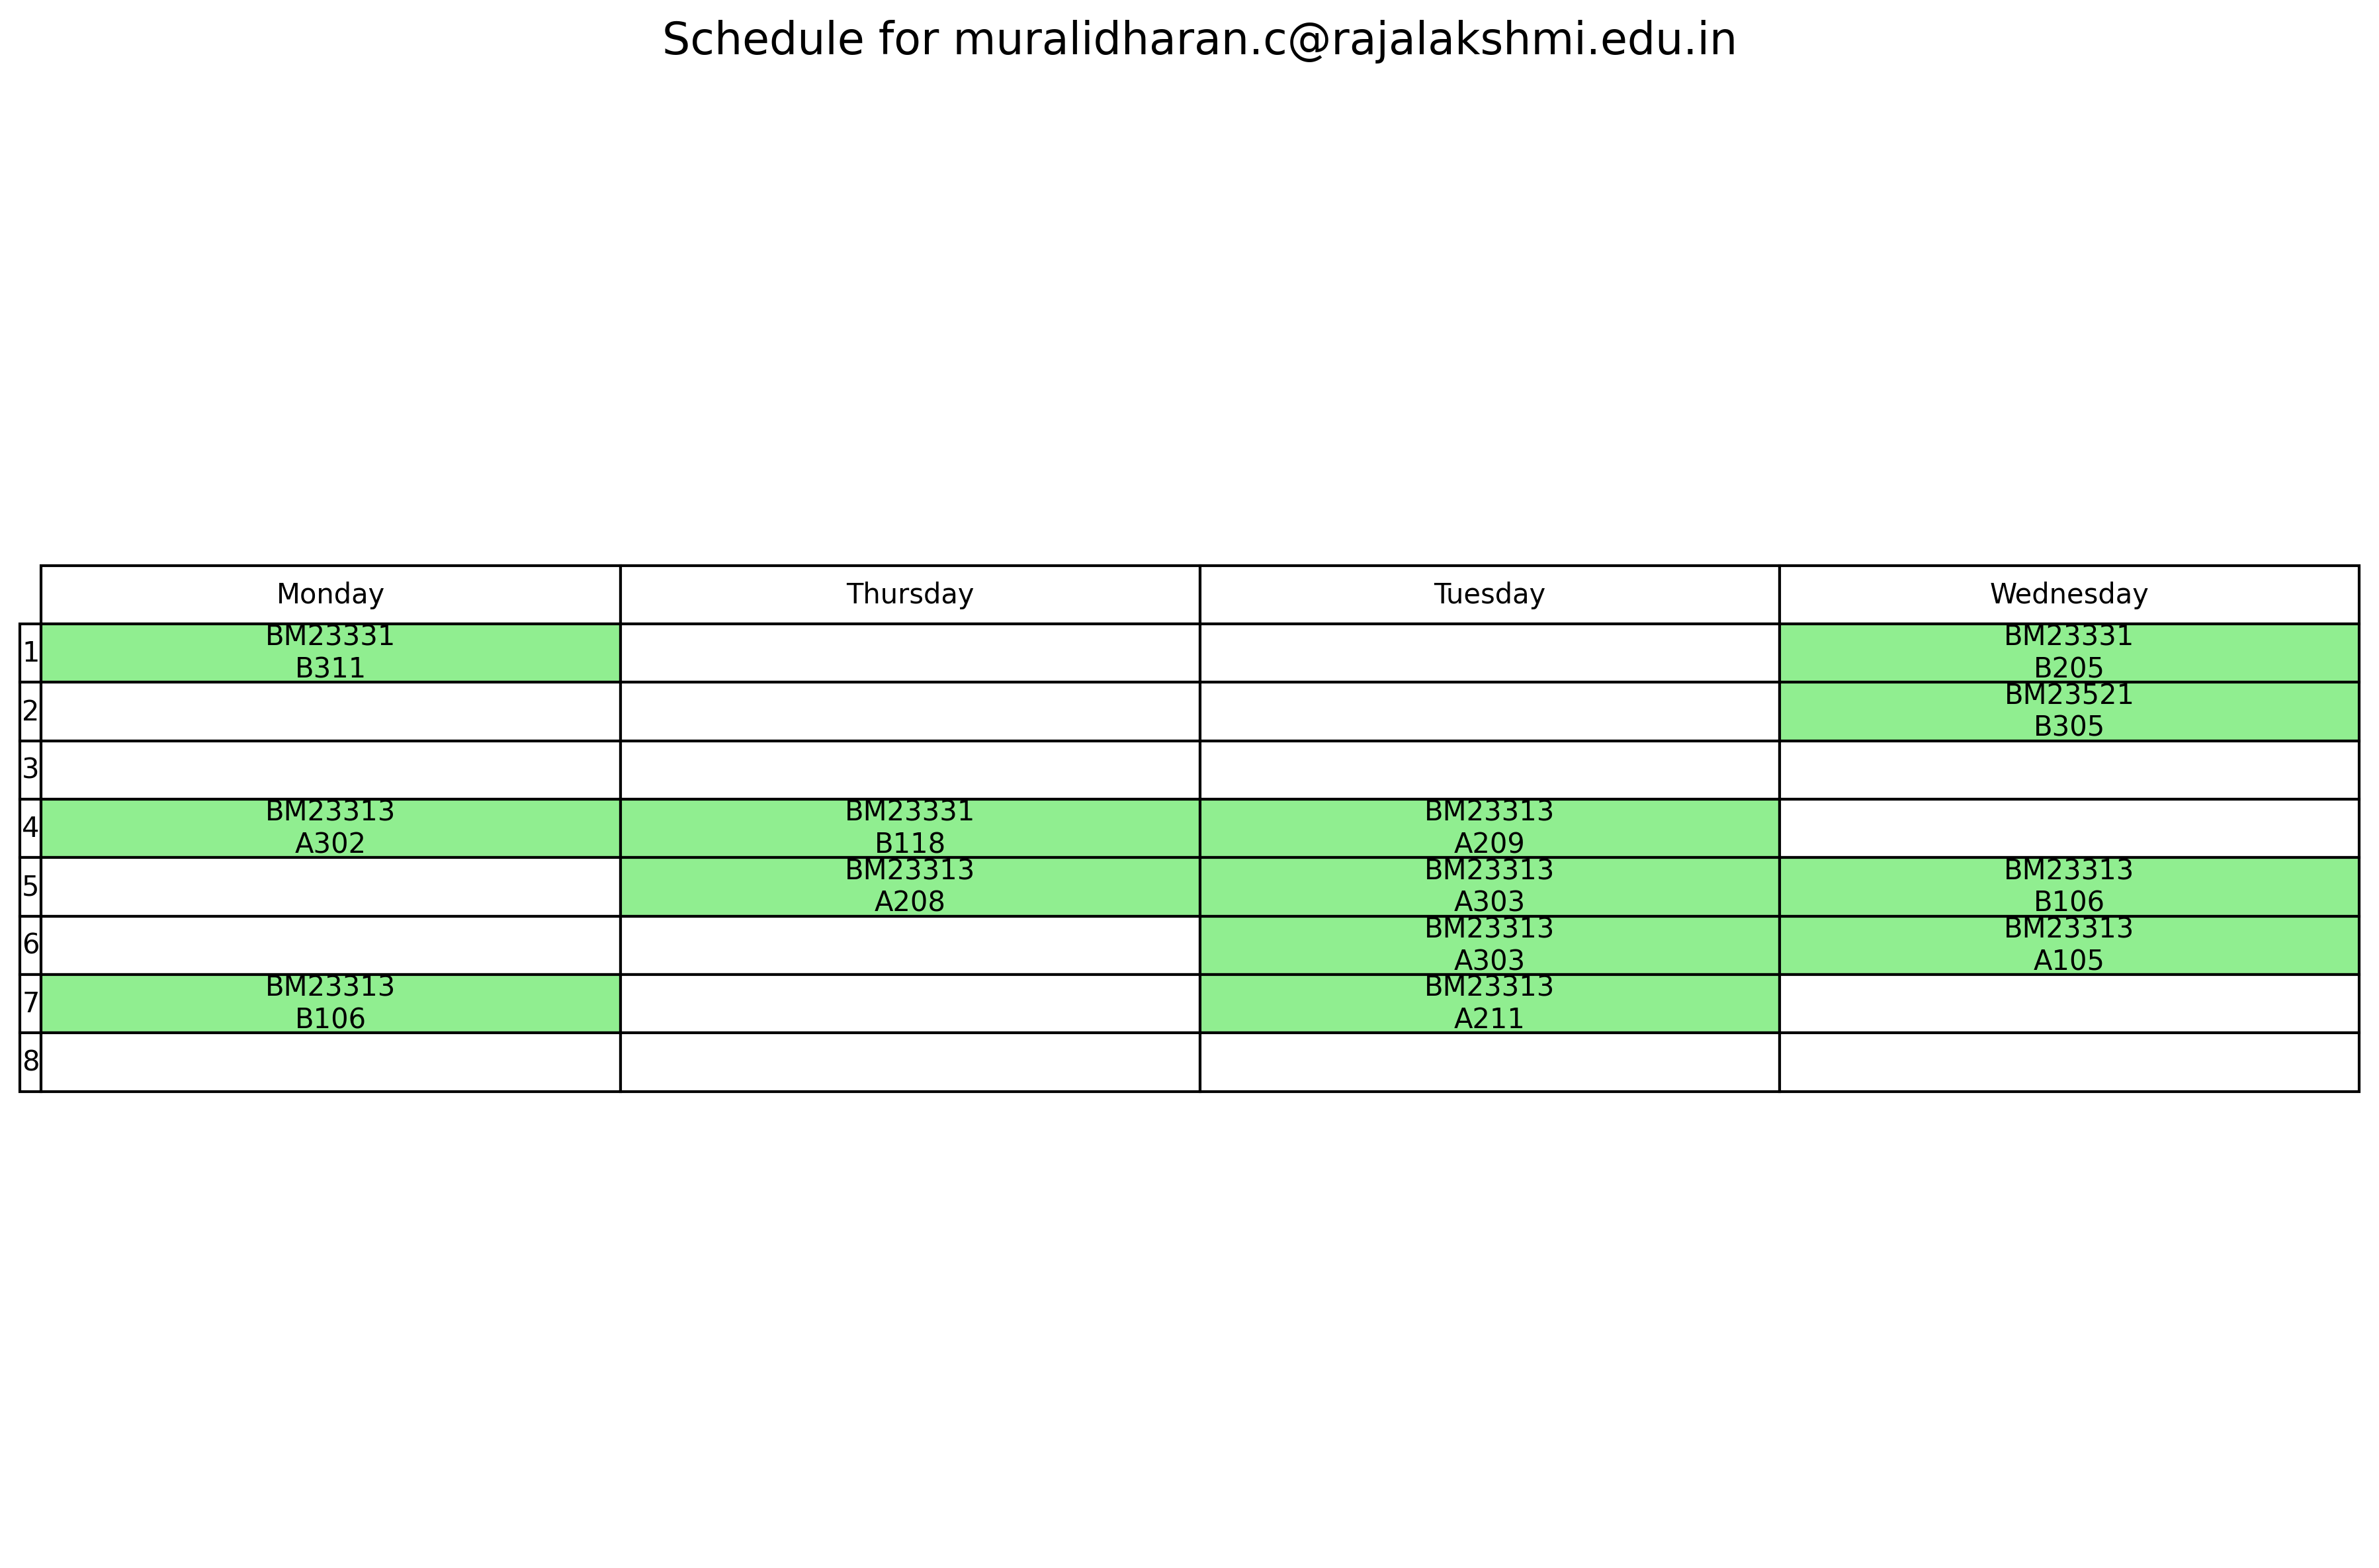 Schedule for muralidharan.c@rajalakshmi.edu.in
Monday Thursday Tuesday Wednesday
1 BM23331 BM23331
B311 B205
2 BM23521
B305
3
4 BM23313 BM23331 BM23313
A302 B118 A209
5 BM23313 BM23313 BM23313
A208 A303 B106
6 BM23313 BM23313
A303 A105
7 BM23313 BM23313
B106 A211
8